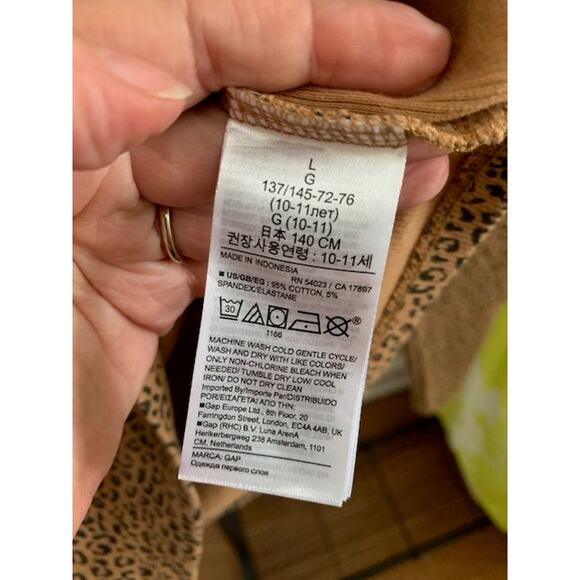 L
G
137/145-72-76
(10-11лет)
G (10-11)
日本 140 CM
권장사용연령 : 10-11세
MADE IN INDONESIA
RN 54023 / CA 17897
■ US/GB/EG : 95% COTTON, 5%
SPANDEX/ELASTANE
30
1166
MACHINE WASH COLD GENTLE CYCLE/
WASH AND DRY WITH LIKE COLORS/
ONLY NON-CHLORINE BLEACH WHEN
NEEDED/ TUMBLE DRY LOW/ COOL
IRON/ DO NOT DRY CLEAN
Imported by/Importe Par/DISTRIBUIDO
POR/ΕΙΣΑΓΕΤΑΙ ΑΠΟ ΤΗΝ:
■Gap Europe Ltd., 8th Floor, 20
Farringdon Street, London, EC4A 4AB, UK
■Gap (RHC) B.V. Luna ArenA
Herikerbergweg 238 Amsterdam, 1101
CM, Netherlands
MARCA: GAP
Одежда первого слоя